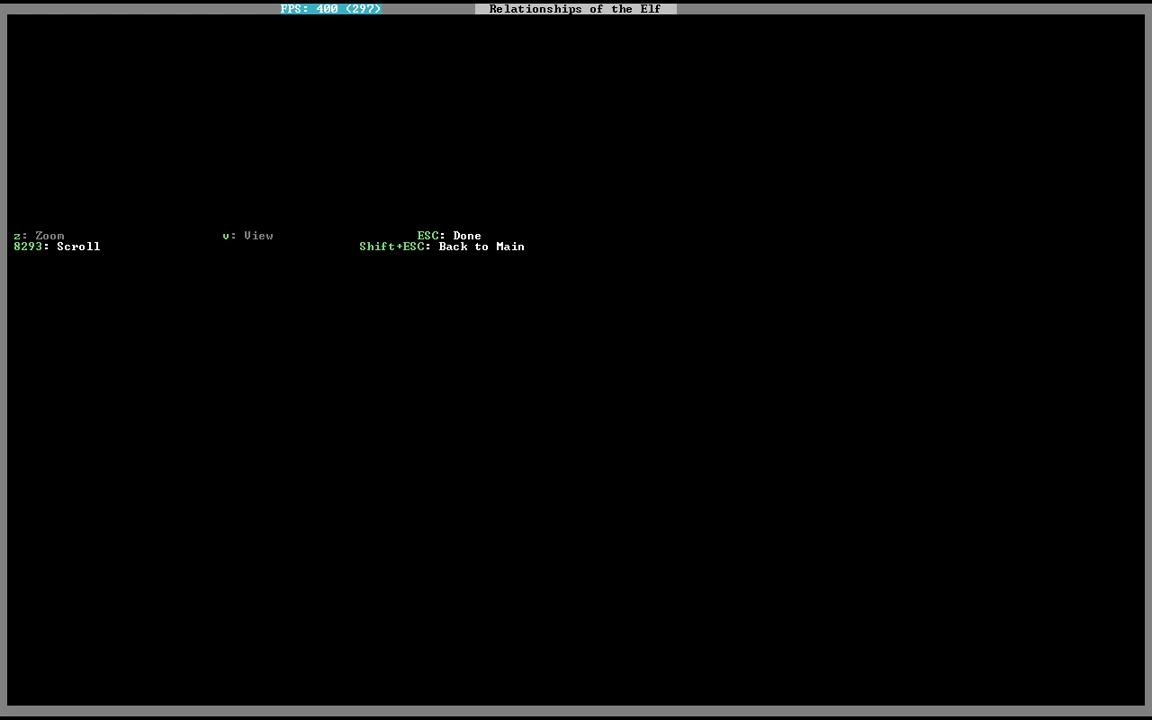 FPS: 400 (297) Relationships of the Elf
z: Zoom v: View ESC: Done
8293: Scroll Shift+ESC: Back to Main